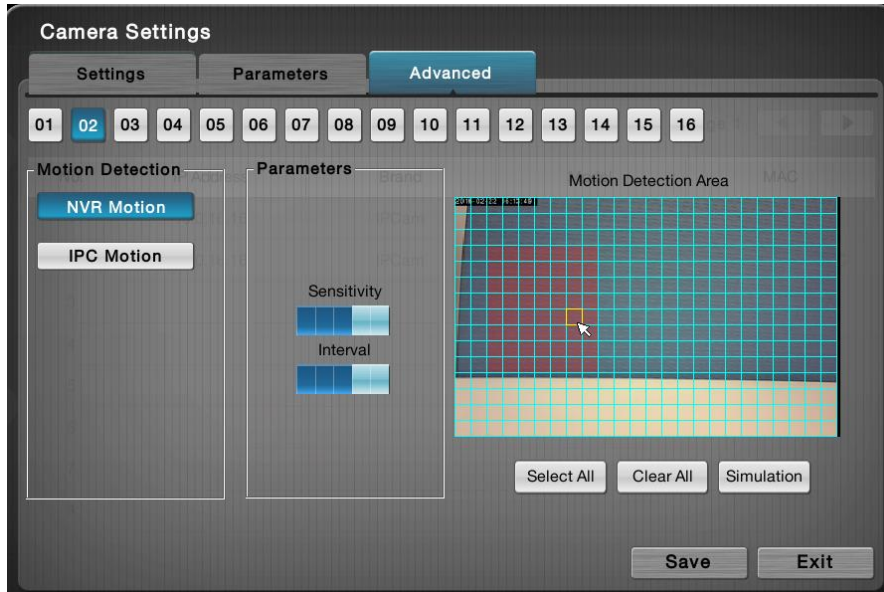 Camera Settings
Settings Parameters Advanced
01 02 03 04 05 06 07 08 09 10 11 12 13 14 15 16
Motion Detection
NVR Motion
IPC Motion
Parameters
Sensitivity
Interval
Motion Detection Area
Brand
MAC
Select All Clear All Simulation
Save Exit